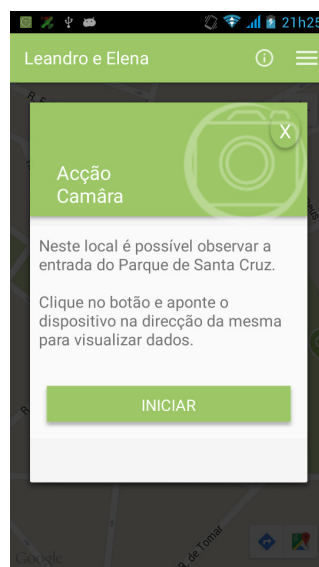 21h25
Leandro e Elena
R. F
X
Acção
Camâra
Neste local é possível observar a
entrada do Parque de Santa Cruz.
Clique no botão e aponte o
dispositivo na direcção da mesma
para visualizar dados.
INICIAR
R. de Tomar
Google